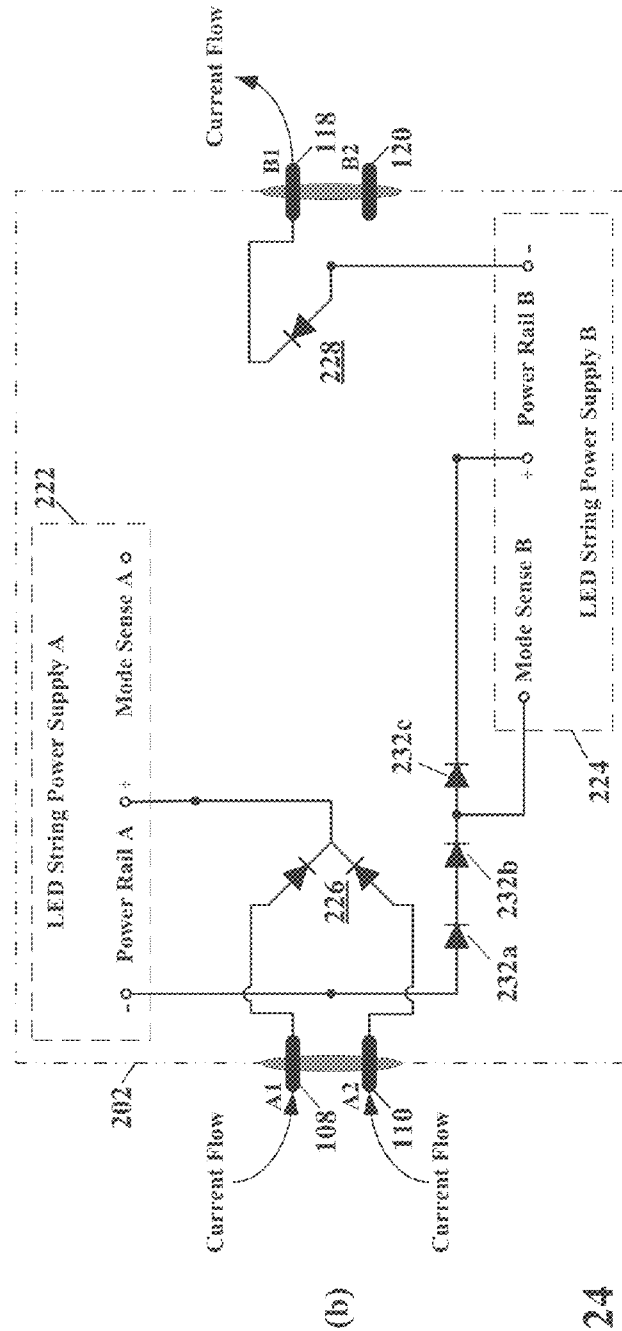 202
222
LED String Power Supply A
- Power Rail A +
Mode Sense A
Current Flow
A1
108
A2
110
Current Flow
226
232a
232b
232c
228
Current Flow
B1
118
B2
120
Mode Sense B
+ Power Rail B -
LED String Power Supply B
224
(b)
24